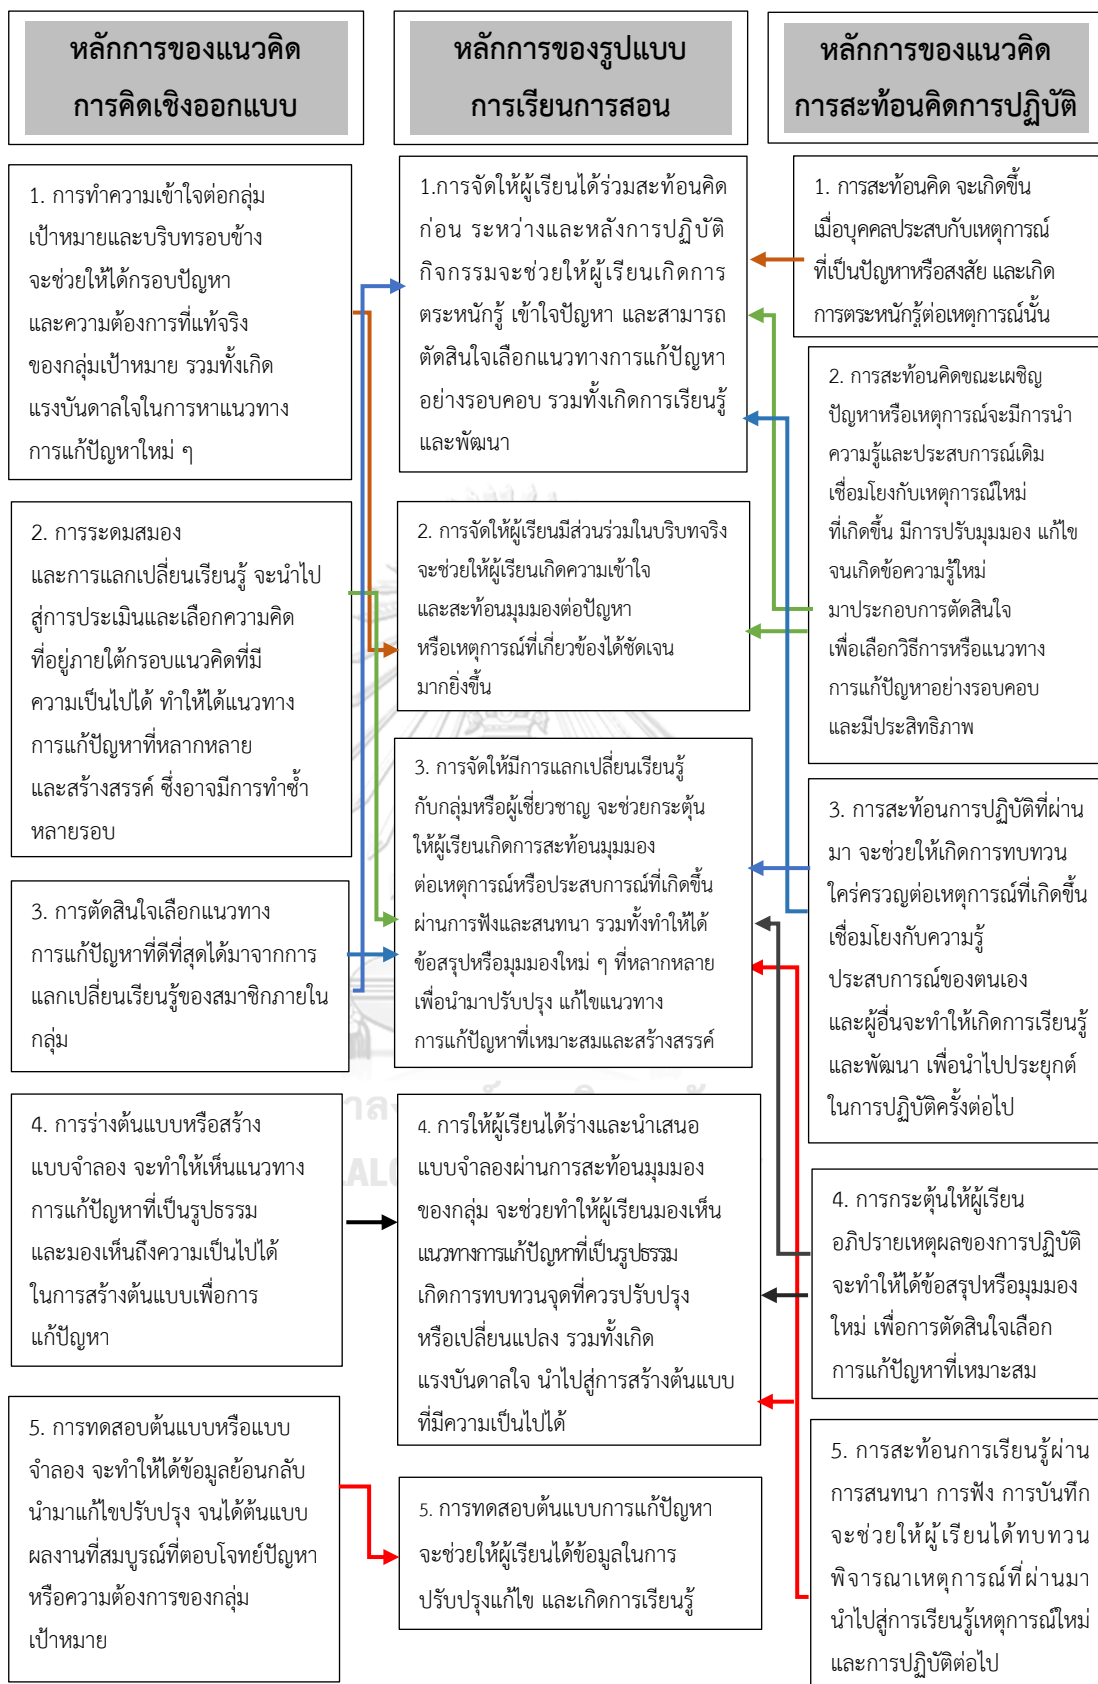 หลักการของแนวคิด
การคิดเชิงออกแบบ
1. การทำความเข้าใจต่อกลุ่ม
เป้าหมายและบริบทรอบข้าง
จะช่วยให้ได้กรอบปัญหา
และความต้องการที่แท้จริง
ของกลุ่มเป้าหมาย รวมทั้งเกิด
แรงบันดาลใจในการหาแนวทาง
การแก้ปัญหาใหม่ ๆ
2. การระดมสมอง
และการแลกเปลี่ยนเรียนรู้ จะนำไป
สู่การประเมินและเลือกความคิด
ที่อยู่ภายใต้กรอบแนวคิดที่มี
ความเป็นไปได้ ทำให้ได้แนวทาง
การแก้ปัญหาที่หลากหลาย
และสร้างสรรค์ ซึ่งอาจมีการทำซ้ำ
หลายรอบ
3. การตัดสินใจเลือกแนวทาง
การแก้ปัญหาที่ดีที่สุดได้มาจากการ
แลกเปลี่ยนเรียนรู้ของสมาชิกภายใน
กลุ่ม
4. การร่างต้นแบบหรือสร้าง
แบบจำลอง จะทำให้เห็นแนวทาง
การแก้ปัญหาที่เป็นรูปธรรม
และมองเห็นถึงความเป็นไปได้
ในการสร้างต้นแบบเพื่อการ
แก้ปัญหา
5. การทดสอบต้นแบบหรือแบบ
จำลอง จะทำให้ได้ข้อมูลย้อนกลับ
นำมาแก้ไขปรับปรุง จนได้ต้นแบบ
ผลงานที่สมบูรณ์ที่ตอบโจทย์ปัญหา
หรือความต้องการของกลุ่ม
เป้าหมาย
หลักการของรูปแบบ
การเรียนการสอน
1.การจัดให้ผู้เรียนได้ร่วมสะท้อนคิด
ก่อน ระหว่างและหลังการปฏิบัติ
กิจกรรมจะช่วยให้ผู้เรียนเกิดการ
ตระหนักรู้ เข้าใจปัญหา และสามารถ
ตัดสินใจเลือกแนวทางการแก้ปัญหา
อย่างรอบคอบ รวมทั้งเกิดการเรียนรู้
และพัฒนา
2. การจัดให้ผู้เรียนมีส่วนร่วมในบริบทจริง
จะช่วยให้ผู้เรียนเกิดความเข้าใจ
และสะท้อนมุมมองต่อปัญหา
หรือเหตุการณ์ที่เกี่ยวข้องได้ชัดเจน
มากยิ่งขึ้น
3. การจัดให้มีการแลกเปลี่ยนเรียนรู้
กับกลุ่มหรือผู้เชี่ยวชาญ จะช่วยกระตุ้น
ให้ผู้เรียนเกิดการสะท้อนมุมมอง
ต่อเหตุการณ์หรือประสบการณ์ที่เกิดขึ้น
ผ่านการฟังและสนทนา รวมทั้งทำให้ได้
ข้อสรุปหรือมุมมองใหม่ ๆ ที่หลากหลาย
เพื่อนำมาปรับปรุง แก้ไขแนวทาง
การแก้ปัญหาที่เหมาะสมและสร้างสรรค์
4. การให้ผู้เรียนได้ร่างและนำเสนอ
แบบจำลองผ่านการสะท้อนมุมมอง
ของกลุ่ม จะช่วยทำให้ผู้เรียนมองเห็น
แนวทางการแก้ปัญหาที่เป็นรูปธรรม
เกิดการทบทวนจุดที่ควรปรับปรุง
หรือเปลี่ยนแปลง รวมทั้งเกิด
แรงบันดาลใจ นำไปสู่การสร้างต้นแบบ
ที่มีความเป็นไปได้
5. การทดสอบต้นแบบการแก้ปัญหา
จะช่วยให้ผู้เรียนได้ข้อมูลในการ
ปรับปรุงแก้ไข และเกิดการเรียนรู้
หลักการของแนวคิด
การสะท้อนคิดการปฏิบัติ
1. การสะท้อนคิด จะเกิดขึ้น
เมื่อบุคคลประสบกับเหตุการณ์
ที่เป็นปัญหาหรือสงสัย และเกิด
การตระหนักรู้ต่อเหตุการณ์นั้น
2. การสะท้อนคิดขณะเผชิญ
ปัญหาหรือเหตุการณ์จะมีการนำ
ความรู้และประสบการณ์เดิม
เชื่อมโยงกับเหตุการณ์ใหม่
ที่เกิดขึ้น มีการปรับมุมมอง แก้ไข
จนเกิดข้อความรู้ใหม่
มาประกอบการตัดสินใจ
เพื่อเลือกวิธีการหรือแนวทาง
การแก้ปัญหาอย่างรอบคอบ
และมีประสิทธิภาพ
3. การสะท้อนการปฏิบัติที่ผ่าน
มา จะช่วยให้เกิดการทบทวน
ใคร่ครวญต่อเหตุการณ์ที่เกิดขึ้น
เชื่อมโยงกับความรู้
ประสบการณ์ของตนเอง
และผู้อื่นจะทำให้เกิดการเรียนรู้
และพัฒนา เพื่อนำไปประยุกต์
ในการปฏิบัติครั้งต่อไป
4. การกระตุ้นให้ผู้เรียน
อภิปรายเหตุผลของการปฏิบัติ
จะทำให้ได้ข้อสรุปหรือมุมมอง
ใหม่ เพื่อการตัดสินใจเลือก
การแก้ปัญหาที่เหมาะสม
5. การสะท้อนการเรียนรู้ผ่าน
การสนทนา การฟัง การบันทึก
จะช่วยให้ผู้เรียนได้ทบทวน
พิจารณาเหตุการณ์ที่ผ่านมา
นำไปสู่การเรียนรู้เหตุการณ์ใหม่
และการปฏิบัติต่อไป